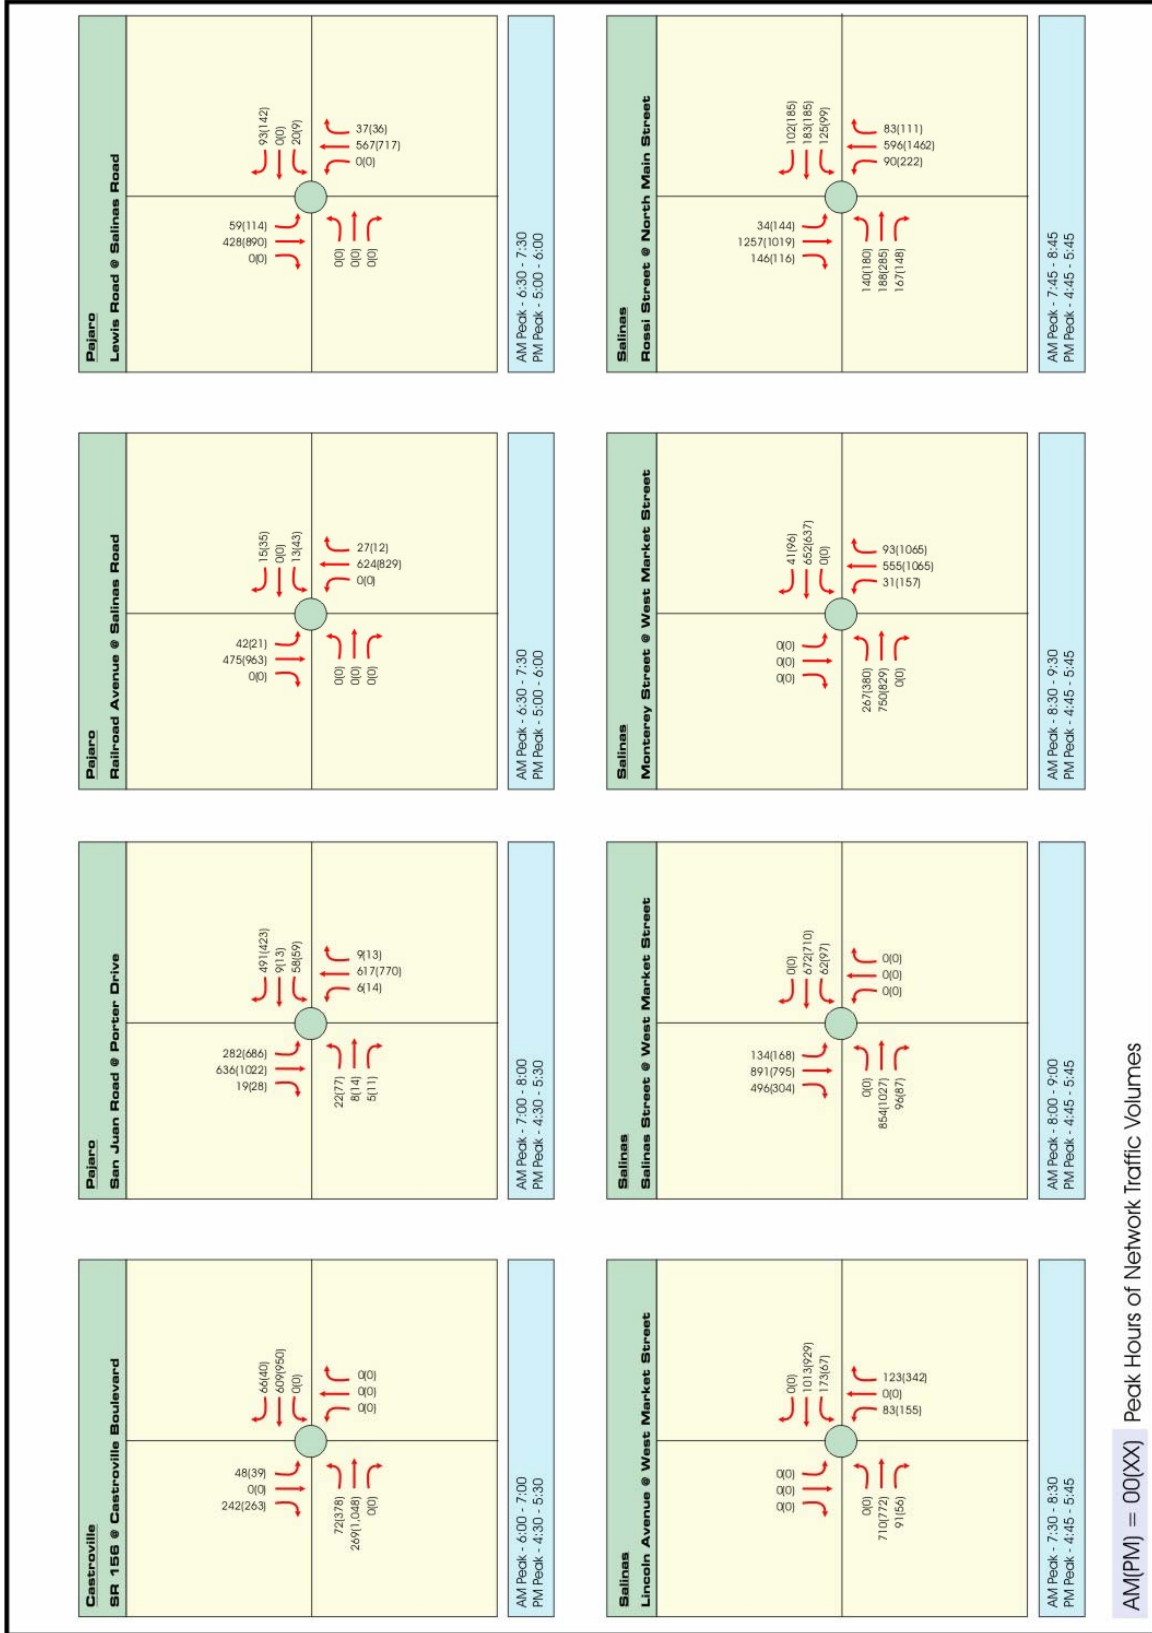 Castroville
SR 156 @ Castroville Boulevard
242(263)
0(0)
48(39)
66(40)
609(950)
0(0)
72(378)
269(1,048)
0(0)
0(0)
0(0)
0(0)
AM Peak - 6:00 - 7:00
PM Peak - 4:30 - 5:30
Pajaro
San Juan Road @ Porter Drive
19(28)
636(1022)
282(686)
491(423)
9(13)
58(59)
22(77)
8(14)
5(11)
6(14)
617(770)
9(13)
AM Peak - 7:00 - 8:00
PM Peak - 4:30 - 5:30
Pajaro
Railroad Avenue @ Salinas Road
0(0)
475(963)
42(21)
15(35)
0(0)
13(43)
0(0)
0(0)
0(0)
0(0)
624(829)
27(12)
AM Peak - 6:30 - 7:30
PM Peak - 5:00 - 6:00
Pajaro
Lewis Road @ Salinas Road
0(0)
428(890)
59(114)
93(142)
0(0)
20(9)
0(0)
0(0)
0(0)
0(0)
567(717)
37(36)
AM Peak - 6:30 - 7:30
PM Peak - 5:00 - 6:00
Salinas
Lincoln Avenue @ West Market Street
0(0)
0(0)
0(0)
0(0)
1013(929)
173(67)
0(0)
710(772)
91(56)
83(155)
0(0)
123(342)
AM Peak - 7:30 - 8:30
PM Peak - 4:45 - 5:45
Salinas
Salinas Street @ West Market Street
496(304)
891(795)
134(168)
0(0)
672(710)
62(97)
0(0)
854(1027)
96(87)
0(0)
0(0)
0(0)
AM Peak - 8:00 - 9:00
PM Peak - 4:45 - 5:45
Salinas
Monterey Street @ West Market Street
0(0)
0(0)
0(0)
41(96)
652(637)
0(0)
267(380)
750(829)
0(0)
31(157)
555(1065)
93(1065)
AM Peak - 8:30 - 9:30
PM Peak - 4:45 - 5:45
Salinas
Rossi Street @ North Main Street
146(116)
1257(1019)
34(144)
102(185)
183(185)
125(99)
140(180)
188(285)
167(148)
90(222)
596(1462)
83(111)
AM Peak - 7:45 - 8:45
PM Peak - 4:45 - 5:45
AM(PM) = 00(XX) Peak Hours of Network Traffic Volumes